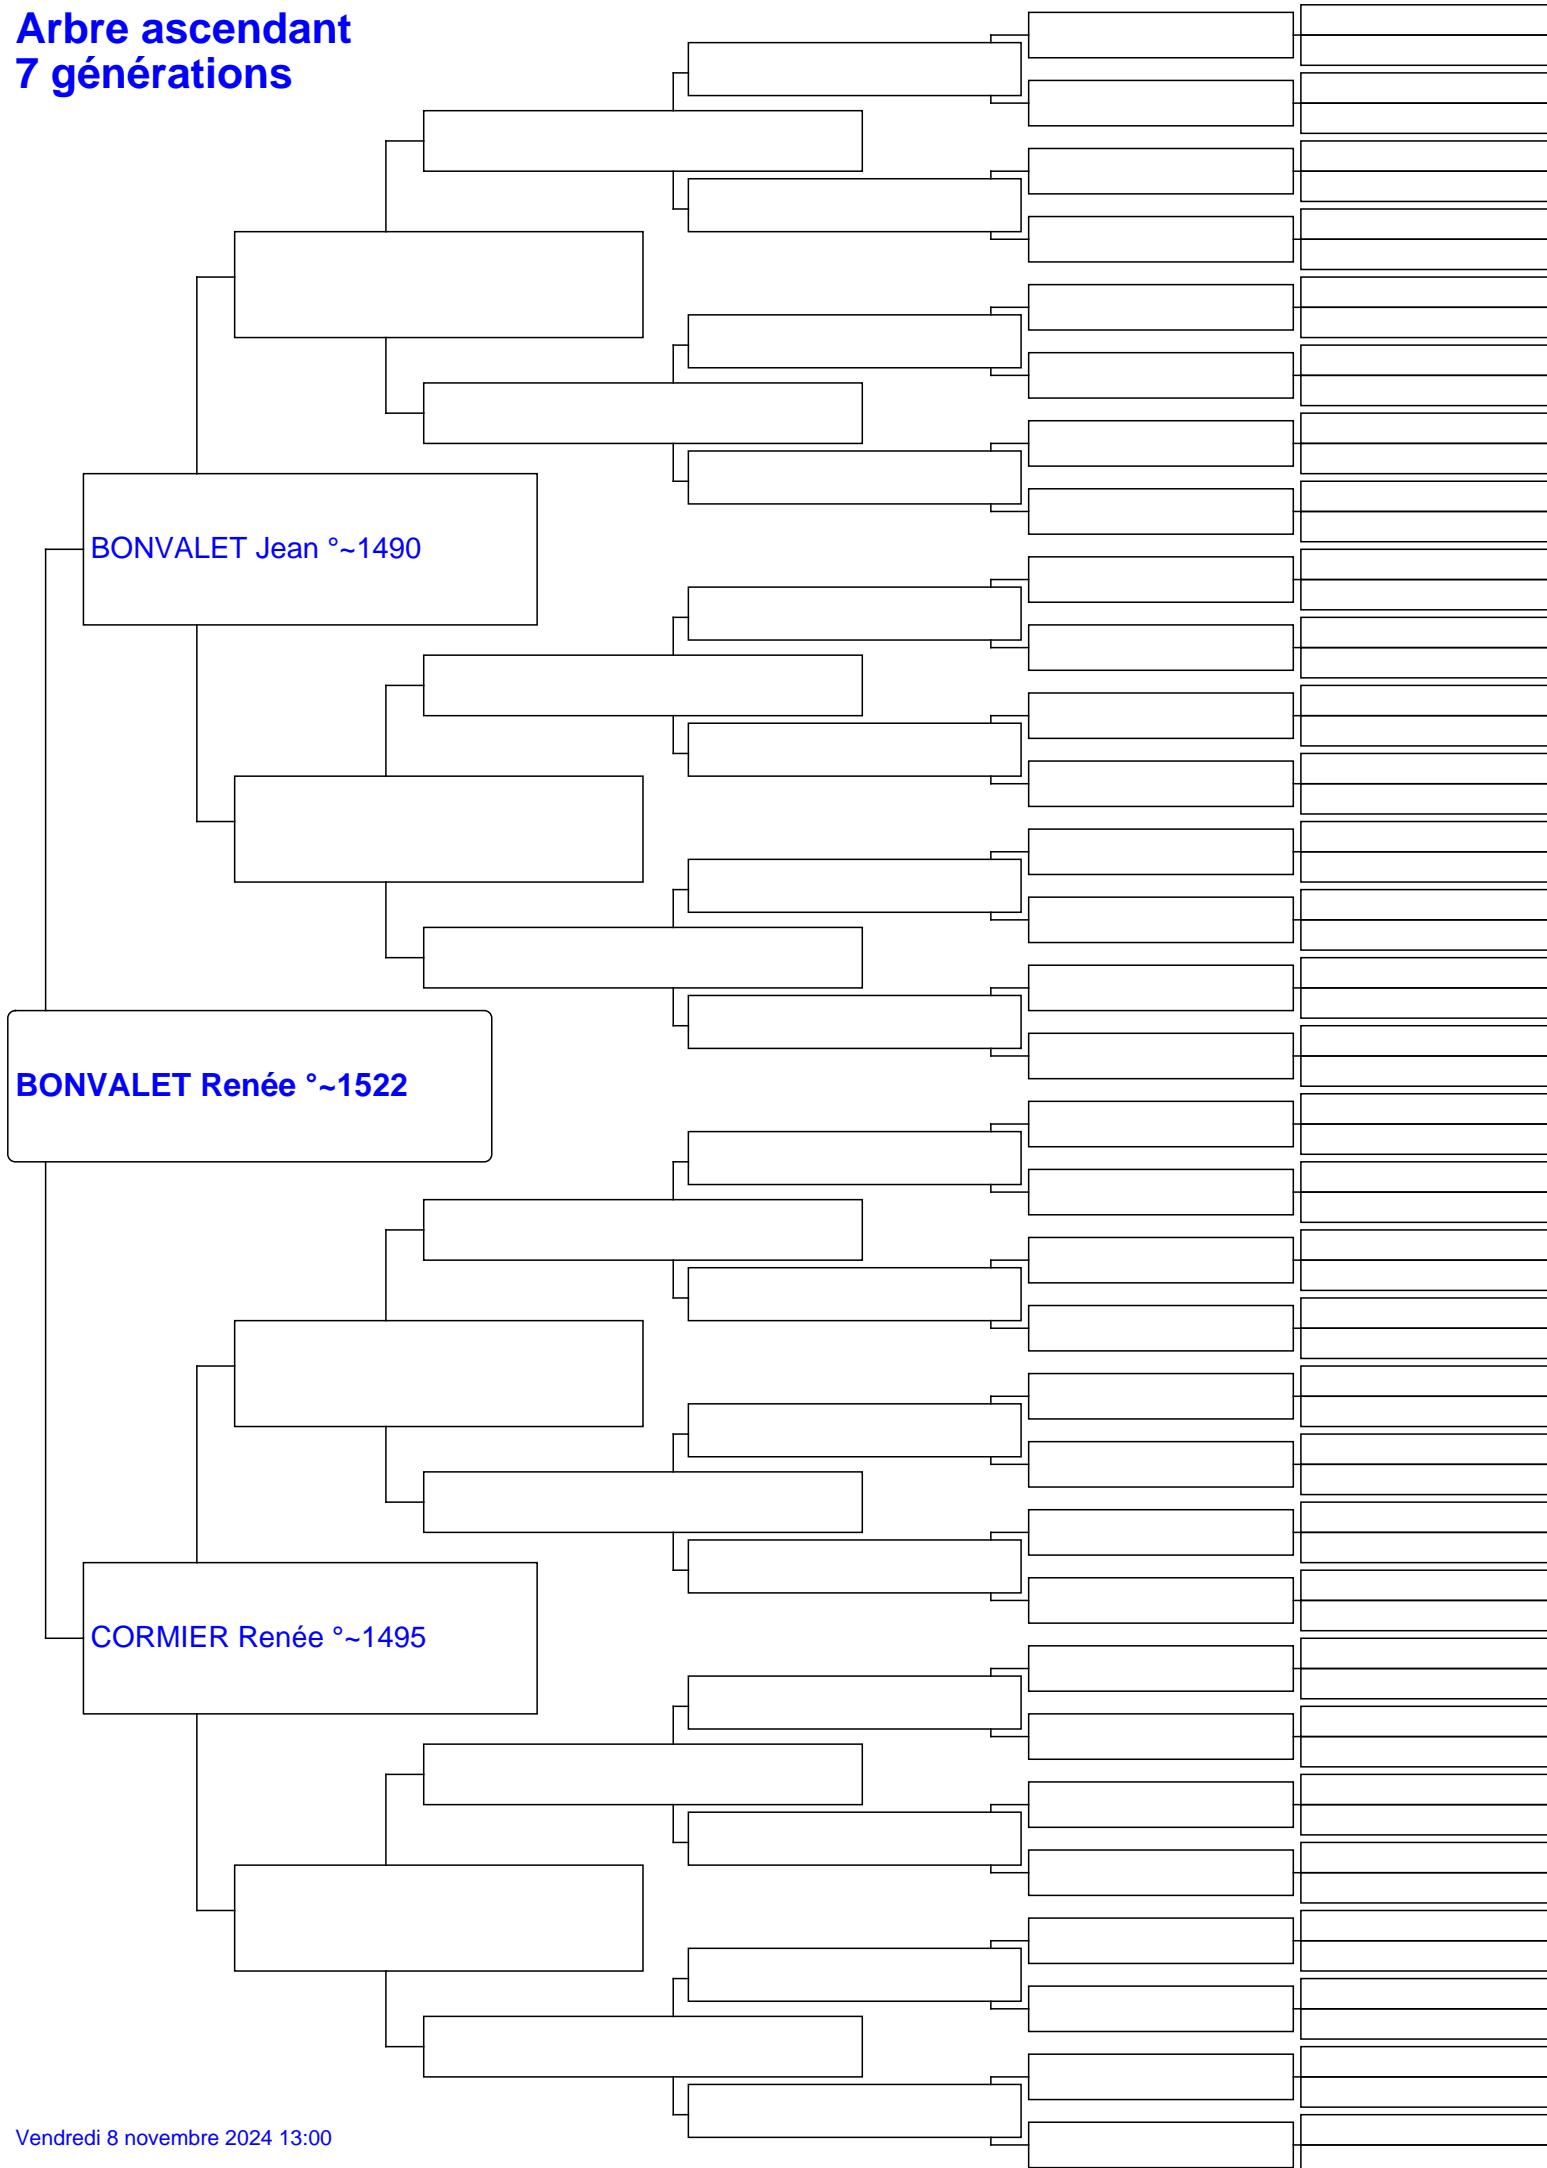 Arbre ascendant
7 générations
BONVALET Jean °~1490
BONVALET Renée °~1522
CORMIER Renée °~1495
Vendredi 8 novembre 2024 13:00